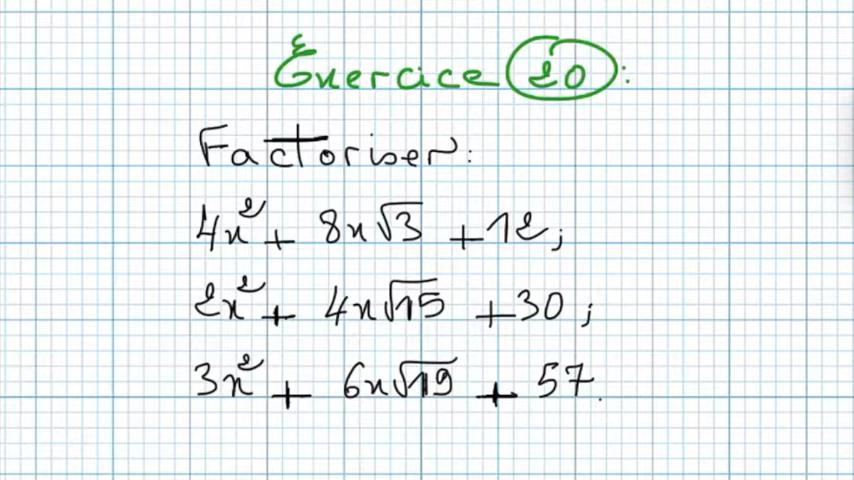 Exercice 20 :
Factoriser :
4x² + 8x√3 + 12 ;
2x² + 4x√15 + 30 ;
3x² + 6x√19 + 57.